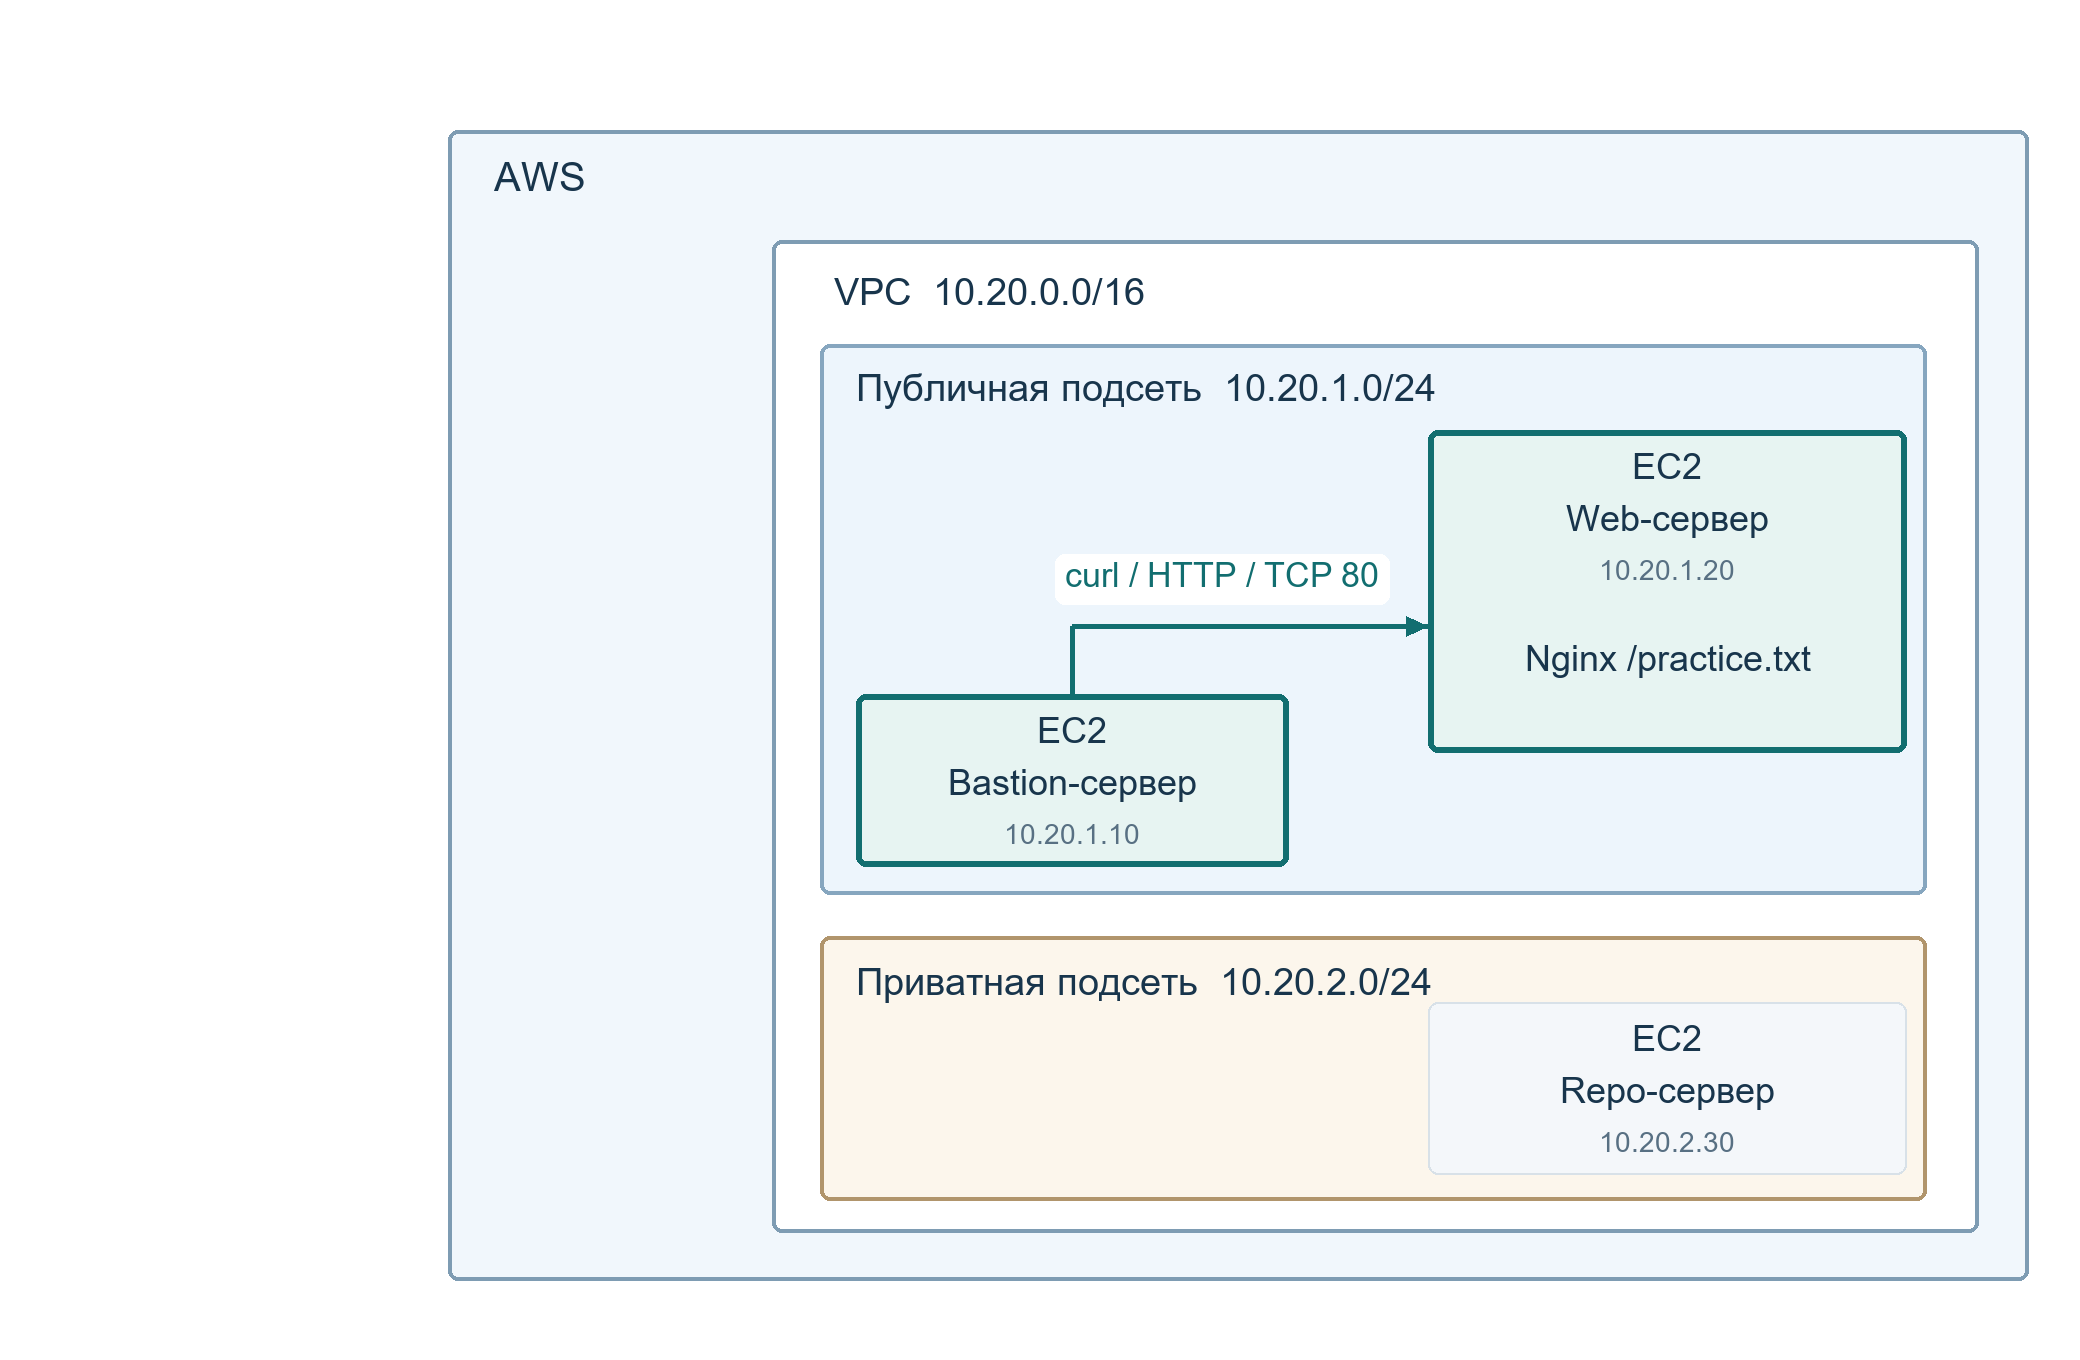 AWS
VPC 10.20.0.0/16
Публичная подсеть 10.20.1.0/24
EC2
Web-сервер
10.20.1.20
Nginx /practice.txt
curl / HTTP / TCP 80
EC2
Bastion-сервер
10.20.1.10
Приватная подсеть 10.20.2.0/24
EC2
Repo-сервер
10.20.2.30